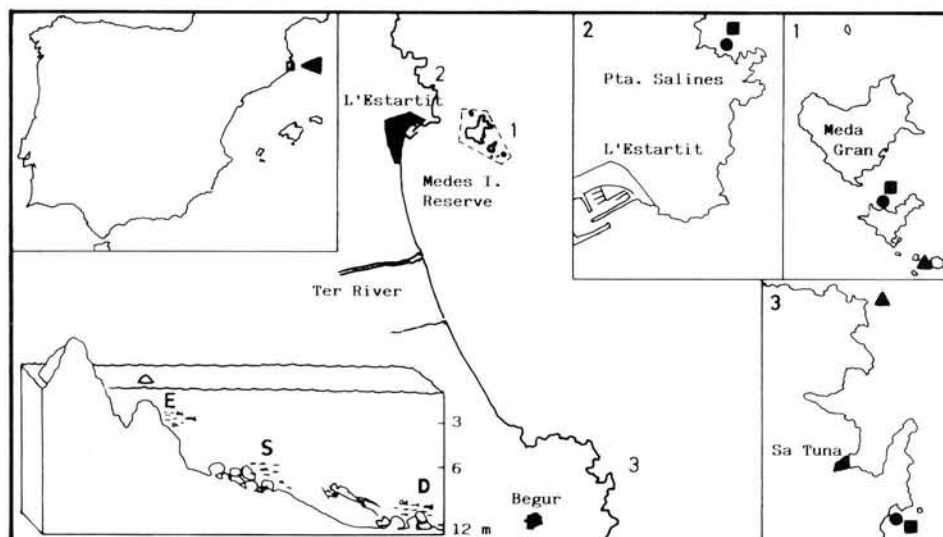 2
L'Estartit
1
Medes I.
Reserve
Ter River
3
Begur
2
Pta. Salines
L'Estartit
1
Meda
Gran
3
Sa Tuna
E
S
D
3
6
12 m